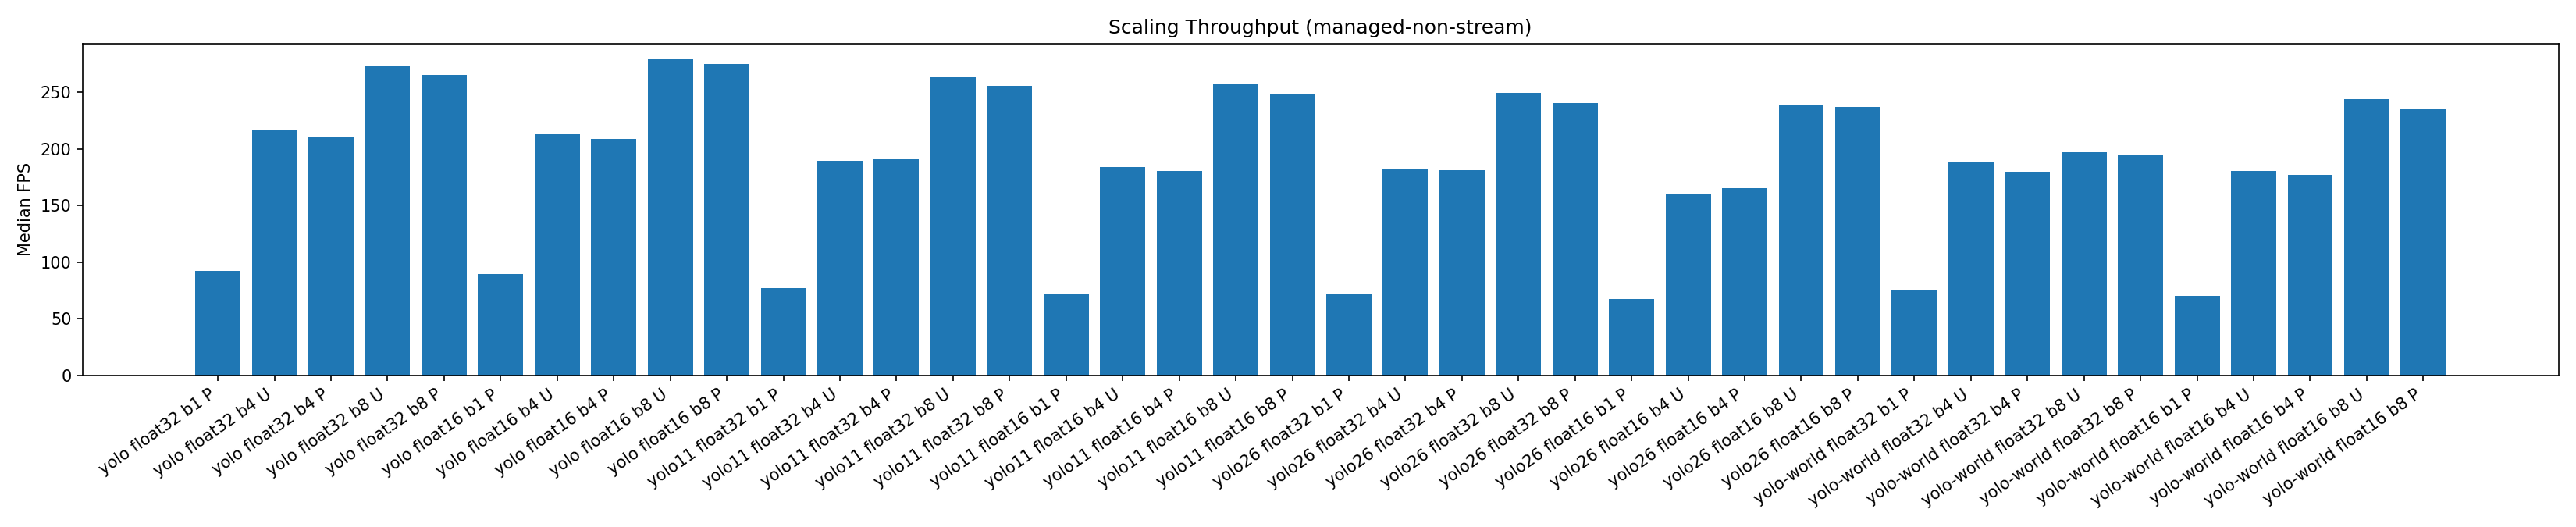 Scaling Throughput (managed-non-stream)
Median FPS
250
200
150
100
50
0
yolo float32 b1 P
yolo float32 b4 U
yolo float32 b4 P
yolo float32 b8 U
yolo float32 b8 P
yolo float16 b1 P
yolo float16 b4 U
yolo float16 b4 P
yolo float16 b8 U
yolo float16 b8 P
yolo11 float32 b1 P
yolo11 float32 b4 U
yolo11 float32 b4 P
yolo11 float32 b8 U
yolo11 float32 b8 P
yolo11 float16 b1 P
yolo11 float16 b4 U
yolo11 float16 b4 P
yolo11 float16 b8 U
yolo11 float16 b8 P
yolo26 float32 b1 P
yolo26 float32 b4 U
yolo26 float32 b4 P
yolo26 float32 b8 U
yolo26 float32 b8 P
yolo26 float16 b1 P
yolo26 float16 b4 U
yolo26 float16 b4 P
yolo26 float16 b8 U
yolo26 float16 b8 P
yolo-world float32 b1 P
yolo-world float32 b4 U
yolo-world float32 b4 P
yolo-world float32 b8 U
yolo-world float32 b8 P
yolo-world float16 b1 P
yolo-world float16 b4 U
yolo-world float16 b4 P
yolo-world float16 b8 U
yolo-world float16 b8 P